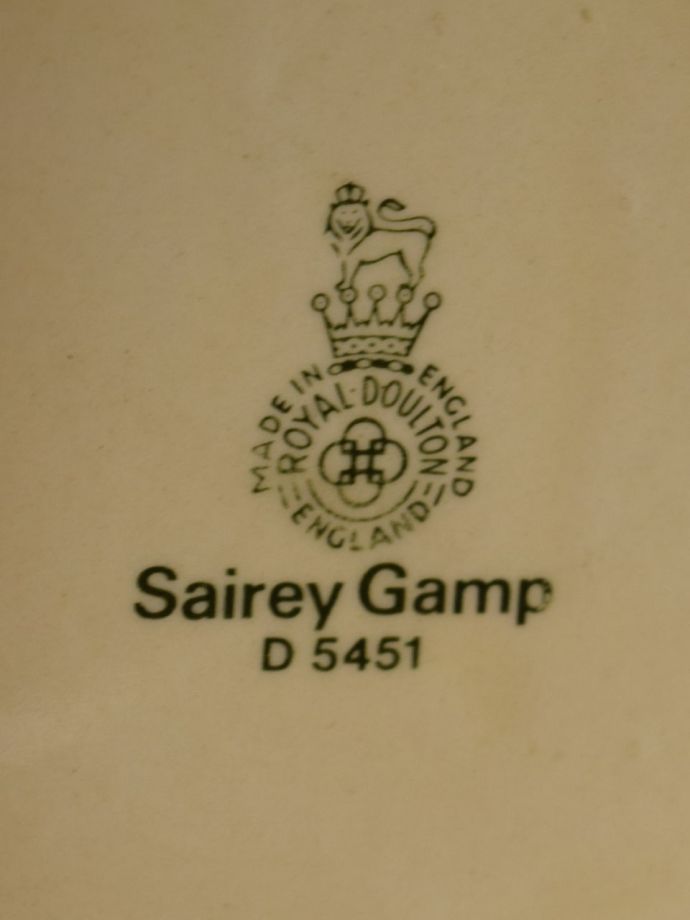 MADE IN ENGLAND
ROYAL·DOULTON
ENGLAND
Sairey Gamp
D 5451